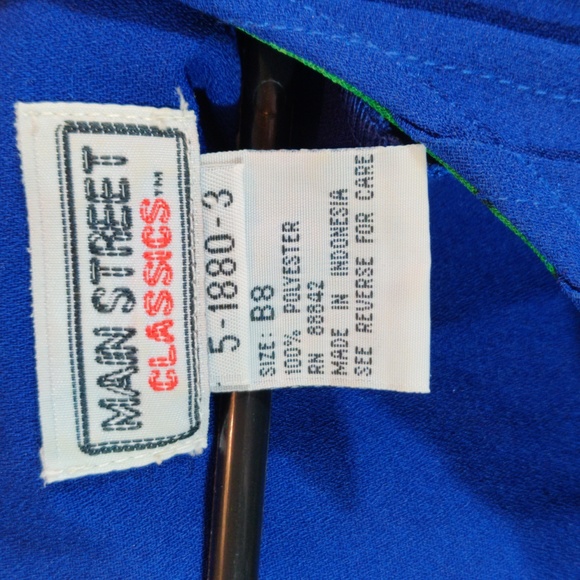 MAIN STREET
CLASSICS™
5-1880-3
SIZE: B8
100% POLYESTER
RN 88842
MADE IN INDONESIA
SEE REVERSE FOR CARE